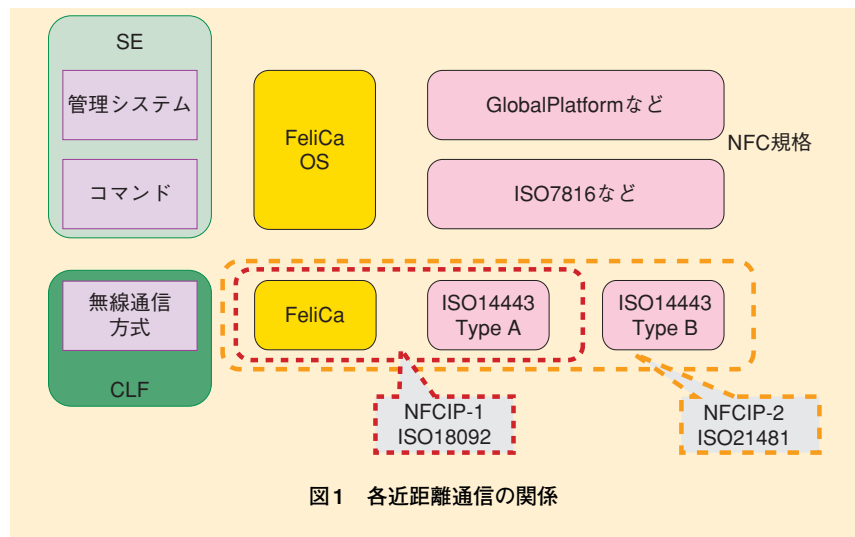 SE
管理システム
コマンド
FeliCa
OS
GlobalPlatformなど
ISO7816など
NFC規格
無線通信
方式
CLF
FeliCa
ISO14443
Type A
ISO14443
Type B
NFCIP-1
ISO18092
NFCIP-2
ISO21481
図1 各近距離通信の関係